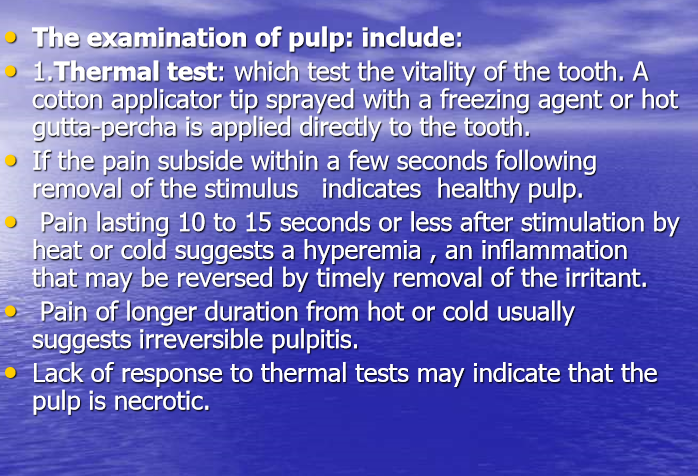 • The examination of pulp: include:
• 1.Thermal test: which test the vitality of the tooth. A
cotton applicator tip sprayed with a freezing agent or hot
gutta-percha is applied directly to the tooth.
• If the pain subside within a few seconds following
removal of the stimulus   indicates  healthy pulp.
•  Pain lasting 10 to 15 seconds or less after stimulation by
heat or cold suggests a hyperemia , an inflammation
that may be reversed by timely removal of the irritant.
•  Pain of longer duration from hot or cold usually
suggests irreversible pulpitis.
• Lack of response to thermal tests may indicate that the
pulp is necrotic.